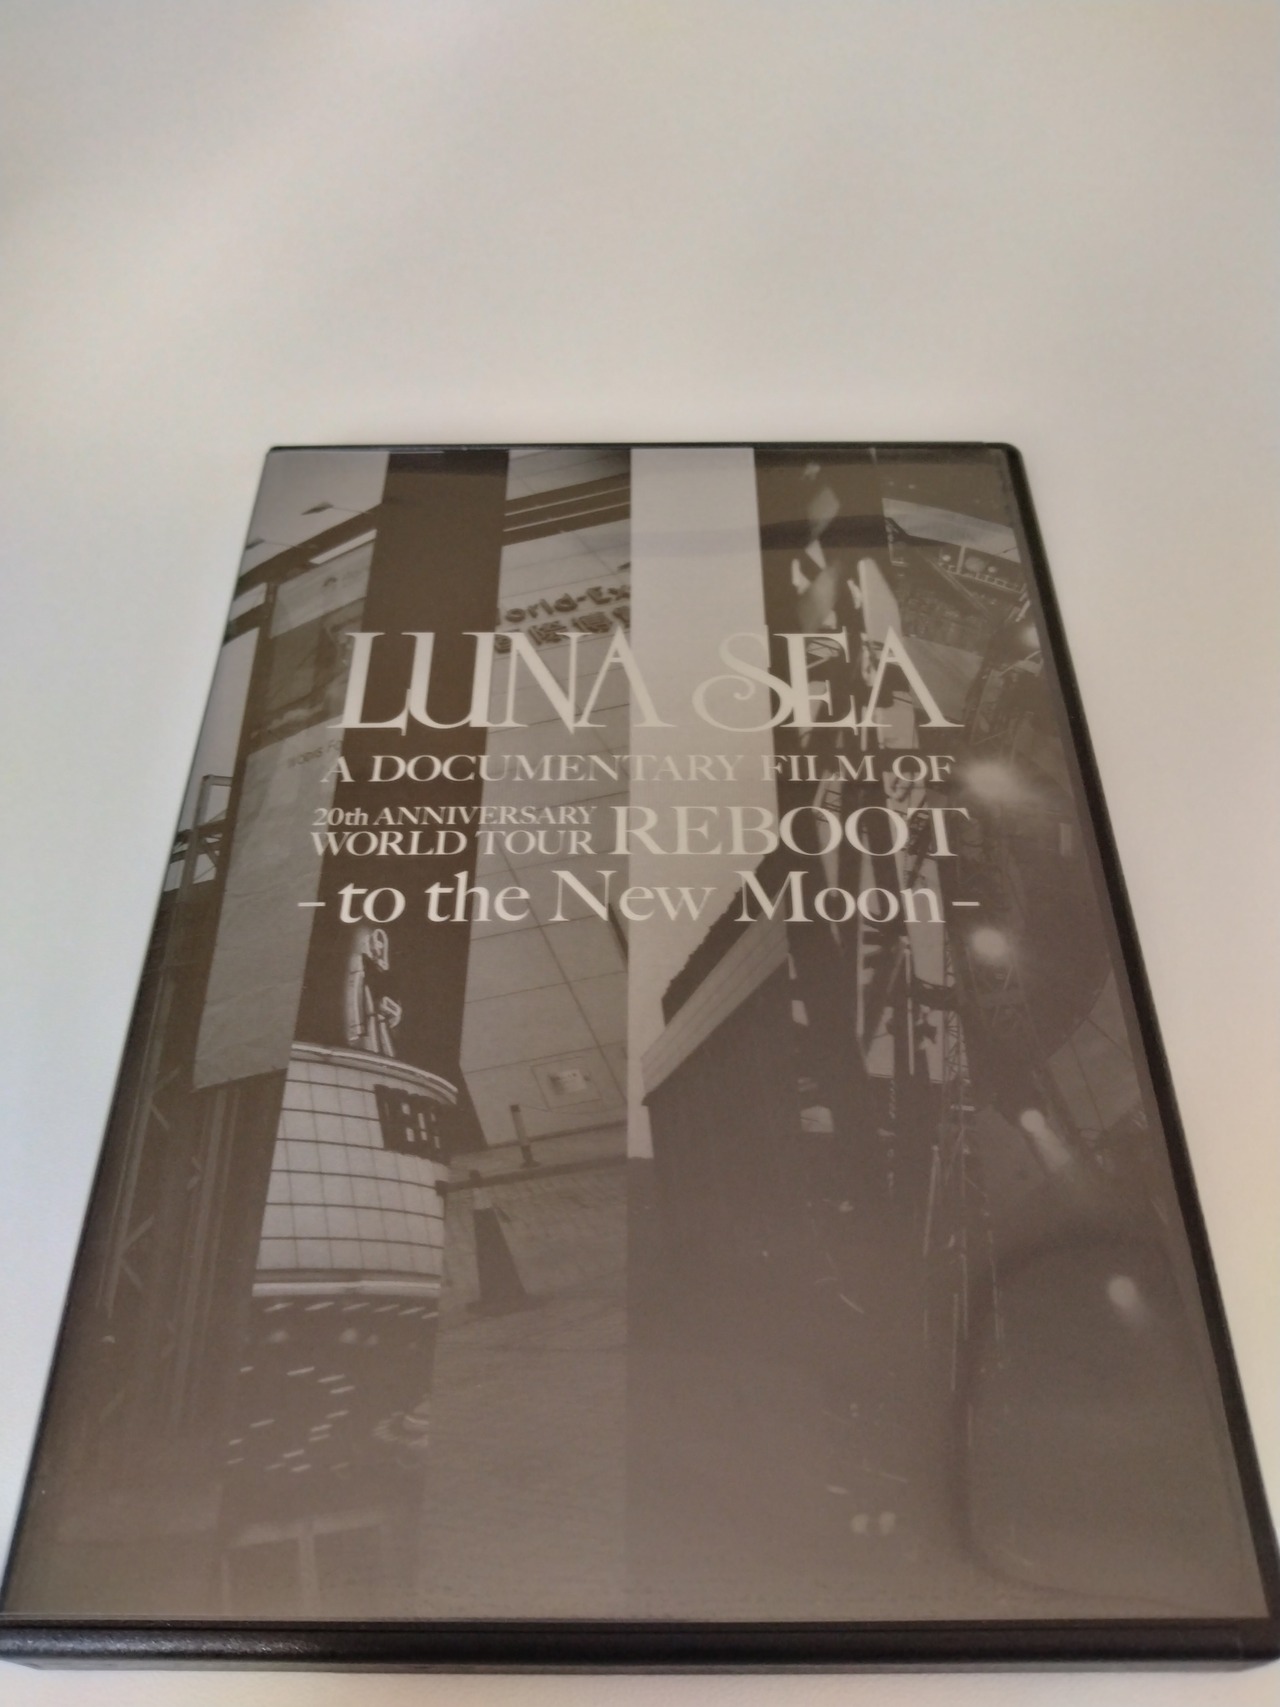 LUNA SEA
A DOCUMENTARY FILM OF
20th ANNIVERSARY
WORLD TOUR REBOOT
-to the New Moon-